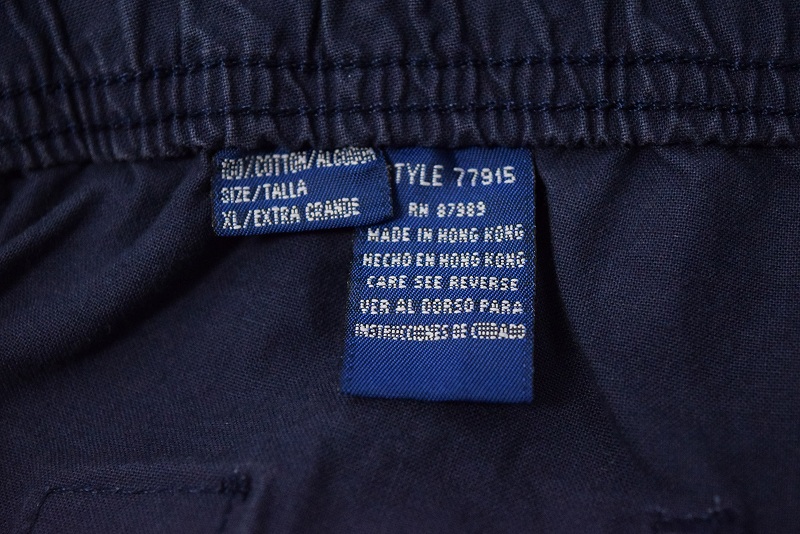 100/COTTON/ALGODON
SIZE/TALLA
XL/EXTRA GRANDE
STYLE 77915
RN 87989
MADE IN HONG KONG
HECHO EN HONG KONG
CARE SEE REVERSE
VER AL DORSO PARA
INSTRUCCIONES DE CUIDADO